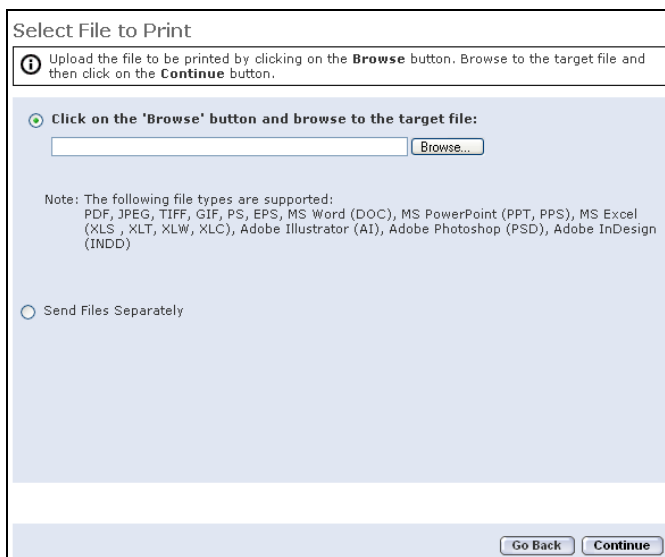 Select File to Print
Upload the file to be printed by clicking on the Browse button. Browse to the target file and
then click on the Continue button.
Click on the 'Browse' button and browse to the target file:
Browse...
Note: The following file types are supported:
PDF, JPEG, TIFF, GIF, PS, EPS, MS Word (DOC), MS PowerPoint (PPT, PPS), MS Excel
(XLS , XLT, XLW, XLC), Adobe Illustrator (AI), Adobe Photoshop (PSD), Adobe InDesign
(INDD)
Send Files Separately
Go Back Continue